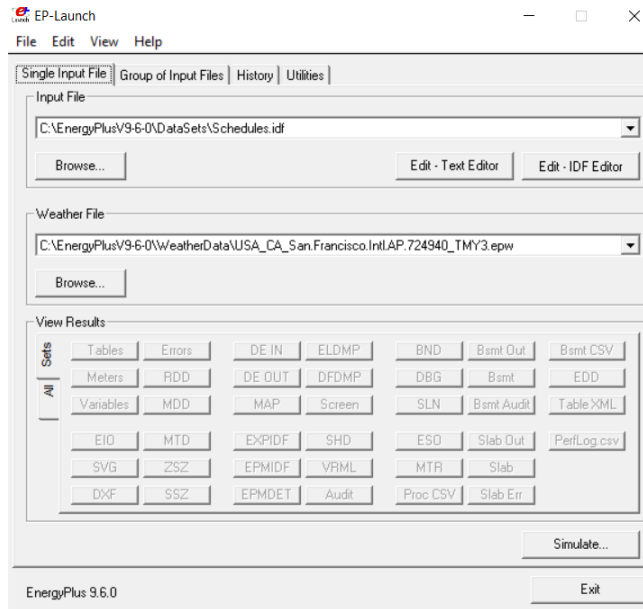 EP-Launch
File Edit View Help
Single Input File Group of Input Files History Utilities
Input File
C:\EnergyPlusV9-6-0\DataSets\Schedules.idf
Browse... Edit - Text Editor Edit - IDF Editor
Weather File
C:\EnergyPlusV9-6-0\WeatherData\USA_CA_San.Francisco.Intl.AP.724940_TMY3.epw
Browse...
View Results
Sets
All
Tables Errors DE IN ELDMP BND Bsmt Out Bsmt CSV
Meters RDD DE OUT DFDMP DBG Bsmt EDD
Variables MDD MAP Screen SLN Bsmt Audit Table XML
EIO MTD EXPIDF SHD ESO Slab Out PerfLog.csv
SVG ZSZ EPMIDF VRML MTR Slab
DXF SSZ EPMDET Audit Proc CSV Slab Err
Simulate...
EnergyPlus 9.6.0 Exit